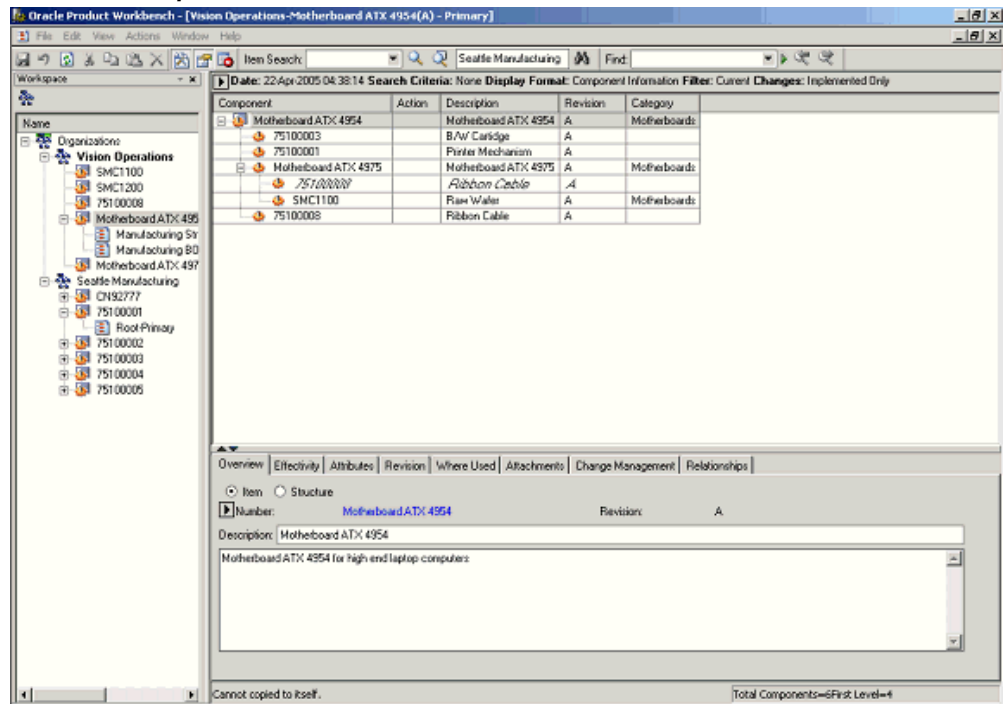 Oracle Product Workbench - [Vision Operations-Motherboard ATX 4954(A) - Primary]
File Edit View Actions Window Help
Item Search: Seattle Manufacturing Find:
Workspace
Date: 22-Apr-2005 04:38:14 Search Criteria: None Display Format: Component Information Filter: Current Changes: Implemented Only
Name
Organizations
Vision Operations
SMC1100
SMC1200
75100008
Motherboard ATX 495
Manufacturing Str
Manufacturing BO
Motherboard ATX 497
Seattle Manufacturing
CN92777
75100001
Root-Primary
75100002
75100003
75100004
75100005
Component Action Description Revision Category
Motherboard ATX 4954 Motherboard ATX 4954 A Motherboards
75100003 B/W Cartidge A
75100001 Printer Mechanism A
Motherboard ATX 4975 Motherboard ATX 4975 A Motherboards
75100008 Ribbon Cable A
SMC1100 Raw Wafer A Motherboards
75100008 Ribbon Cable A
Overview Effectivity Attributes Revision Where Used Attachments Change Management Relationships
Item Structure
Number: Motherboard ATX 4954 Revision: A
Description: Motherboard ATX 4954
Motherboard ATX 4954 for high end laptop computers
Cannot copied to itself. Total Components=6First Level=4